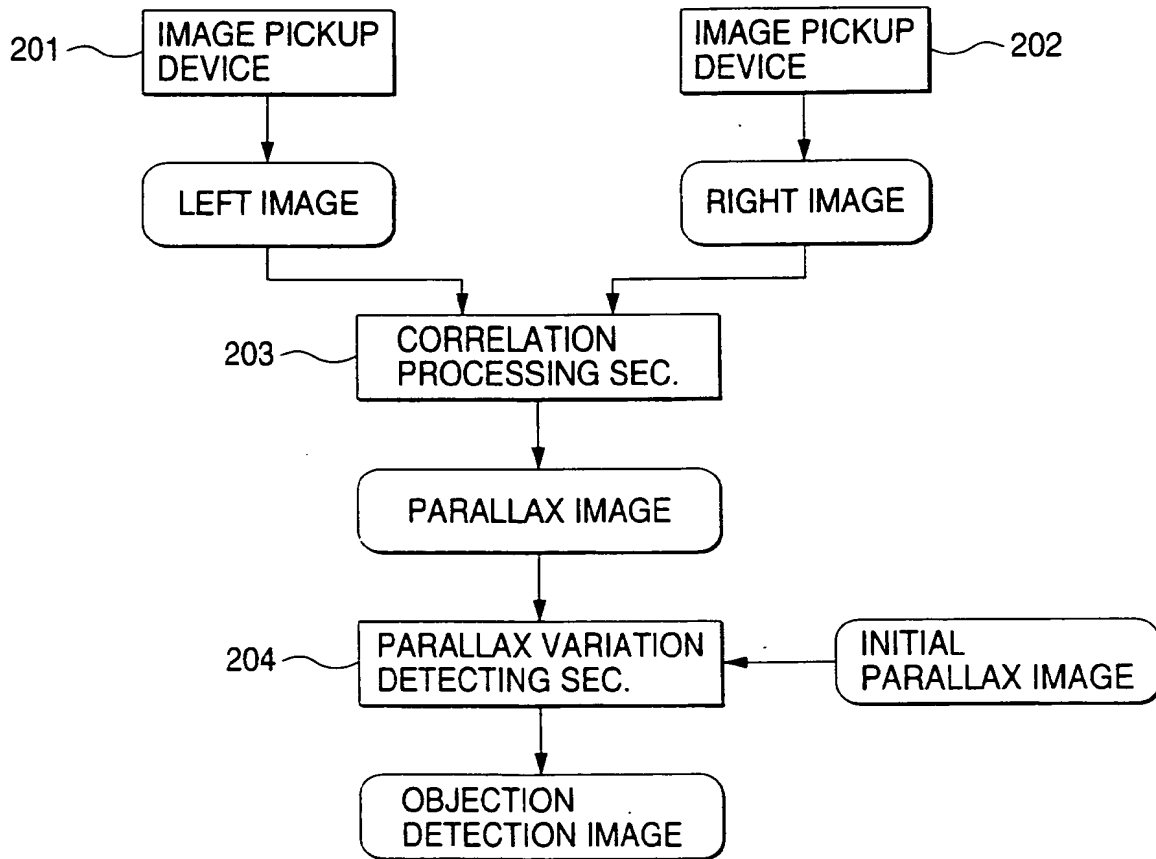 201
IMAGE PICKUP
DEVICE
IMAGE PICKUP
DEVICE
202
LEFT IMAGE
RIGHT IMAGE
203
CORRELATION
PROCESSING SEC.
PARALLAX IMAGE
204
PARALLAX VARIATION
DETECTING SEC.
INITIAL
PARALLAX IMAGE
OBJECTION
DETECTION IMAGE